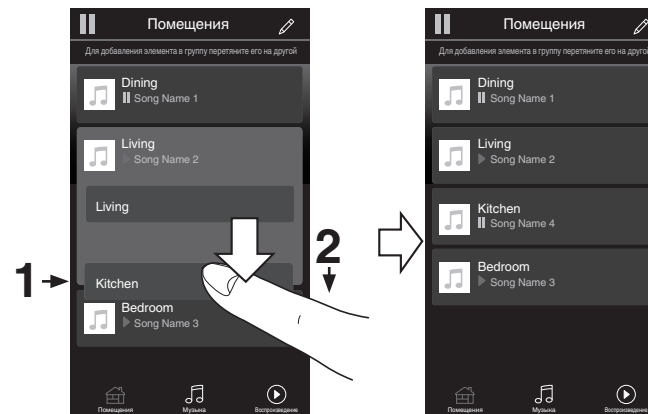 Помещения
Для добавления элемента в группу перетяните его на другой
Dining
Song Name 1
Living
Song Name 2
Living
Kitchen
Bedroom
Song Name 3
Помещения
Музыка
Воспроизведение
1
2
Помещения
Для добавления элемента в группу перетяните его на другой
Dining
Song Name 1
Living
Song Name 2
Kitchen
Song Name 4
Bedroom
Song Name 3
Помещения
Музыка
Воспроизведение